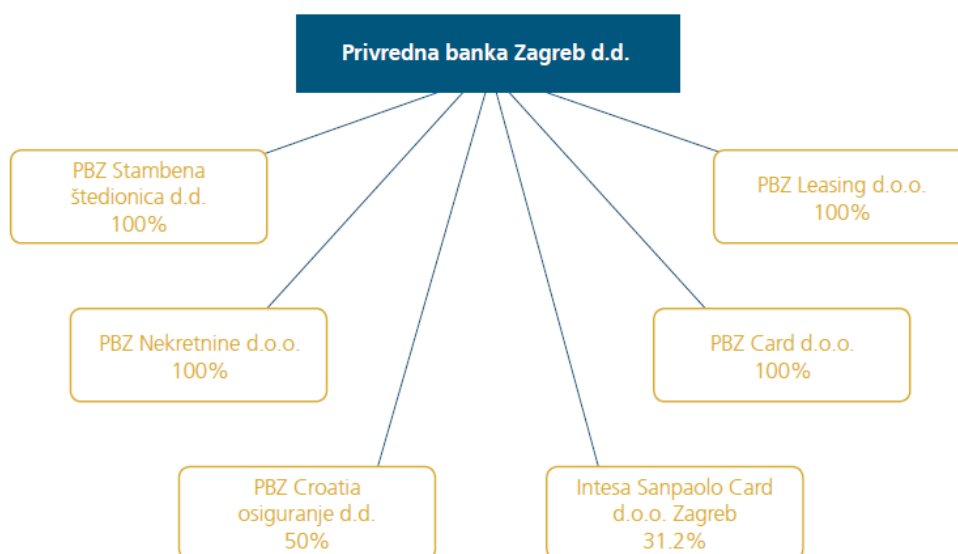 Privredna banka Zagreb d.d.
PBZ Stambena
štedionica d.d.
100%
PBZ Leasing d.o.o.
100%
PBZ Nekretnine d.o.o.
100%
PBZ Card d.o.o.
100%
PBZ Croatia
osiguranje d.d.
50%
Intesa Sanpaolo Card
d.o.o. Zagreb
31.2%